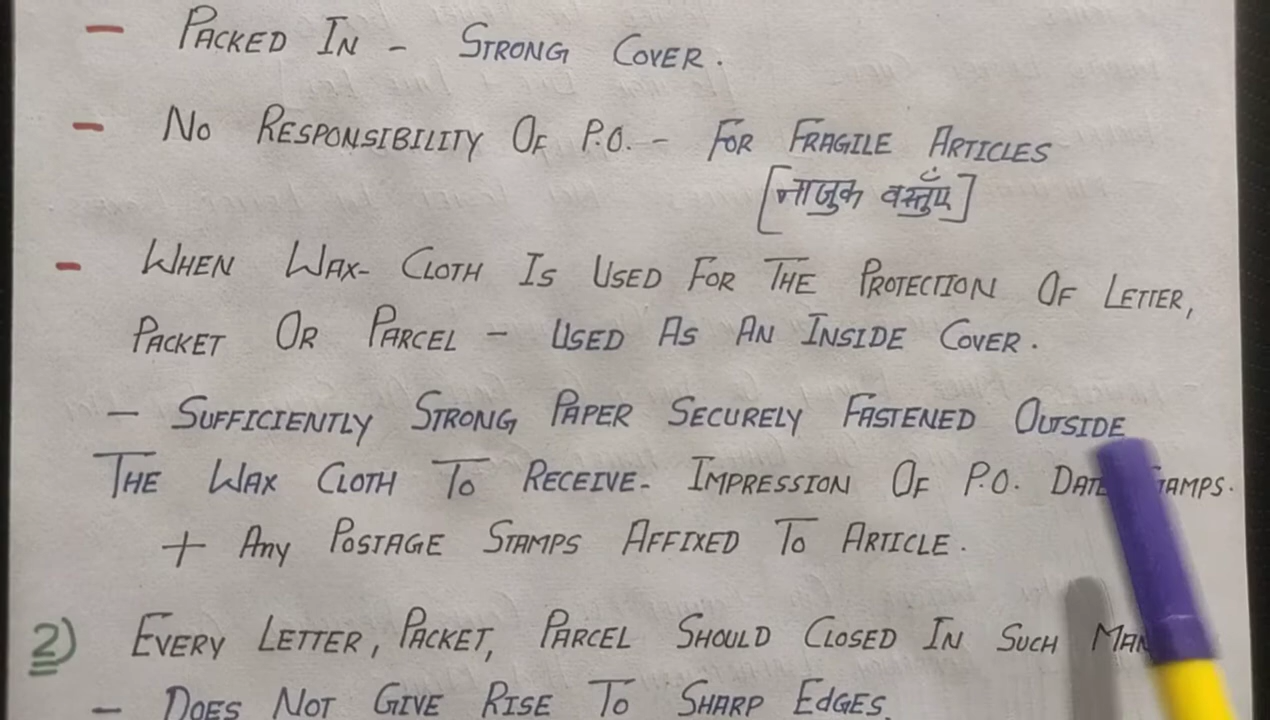 - PACKED IN - STRONG COVER.
- NO RESPONSIBILITY OF P.O. - FOR FRAGILE ARTICLES
[नाजुक वस्तुएँ]
- WHEN WAX-CLOTH IS USED FOR THE PROTECTION OF LETTER,
PACKET OR PARCEL - USED AS AN INSIDE COVER.
- SUFFICIENTLY STRONG PAPER SECURELY FASTENED OUTSIDE
THE WAX CLOTH TO RECEIVE- IMPRESSION OF P.O.
+ ANY POSTAGE STAMPS AFFIXED TO ARTICLE.
2) EVERY LETTER, PACKET, PARCEL SHOULD CLOSED IN SUCH
- DOES NOT GIVE RISE TO SHARP EDGES.